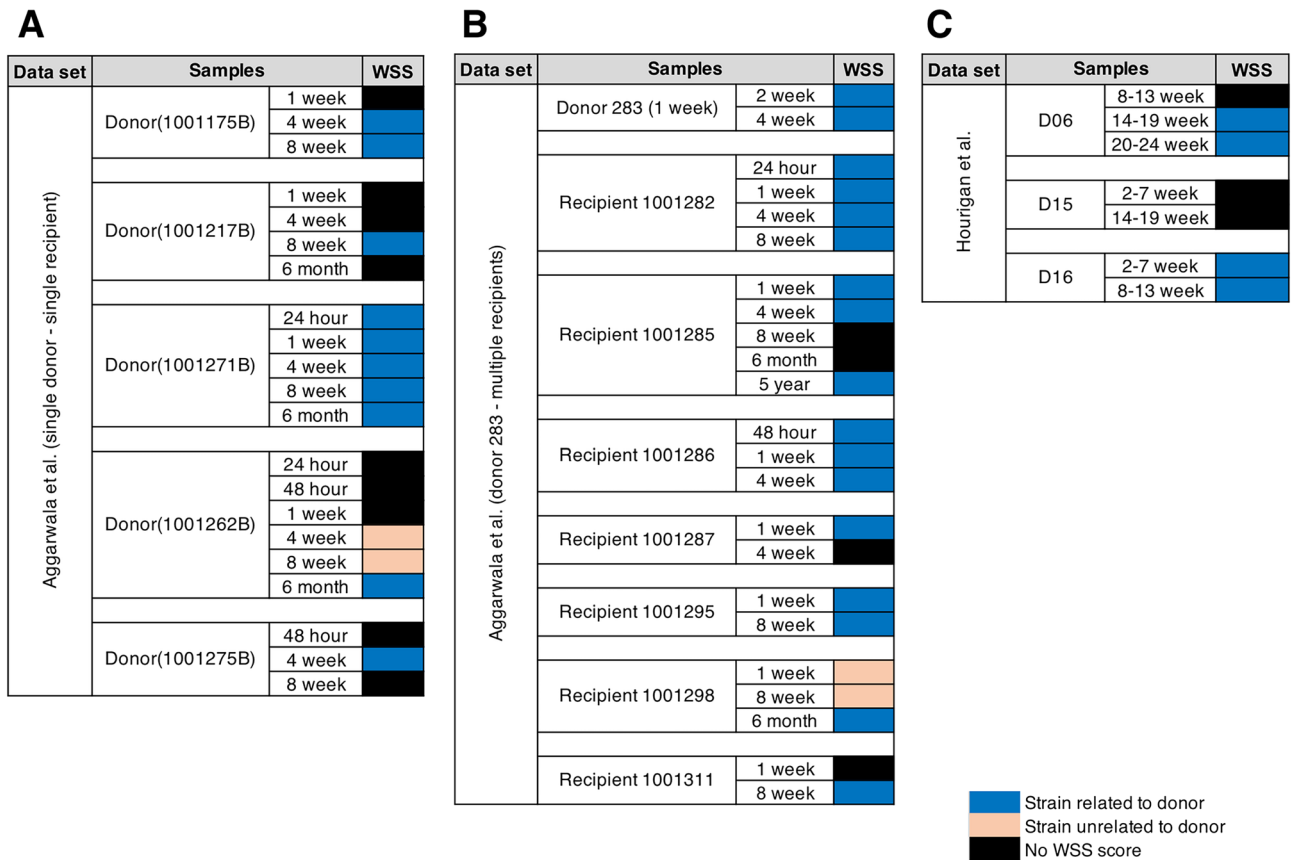 A
Data set Samples WSS
Aggarwala et al. (single donor - single recipient)
Donor(1001175B)
1 week
4 week
8 week
Donor(1001217B)
1 week
4 week
8 week
6 month
Donor(1001271B)
24 hour
1 week
4 week
8 week
6 month
Donor(1001262B)
24 hour
48 hour
1 week
4 week
8 week
6 month
Donor(1001275B)
48 hour
4 week
8 week
B
Data set Samples WSS
Aggarwala et al. (donor 283 - multiple recipients)
Donor 283 (1 week)
2 week
4 week
Recipient 1001282
24 hour
1 week
4 week
8 week
Recipient 1001285
1 week
4 week
8 week
6 month
5 year
Recipient 1001286
48 hour
1 week
4 week
Recipient 1001287
1 week
4 week
Recipient 1001295
1 week
8 week
Recipient 1001298
1 week
8 week
6 month
Recipient 1001311
1 week
8 week
C
Data set Samples WSS
Hourigan et al.
D06
8-13 week
14-19 week
20-24 week
D15
2-7 week
14-19 week
D16
2-7 week
8-13 week
Strain related to donor
Strain unrelated to donor
No WSS score